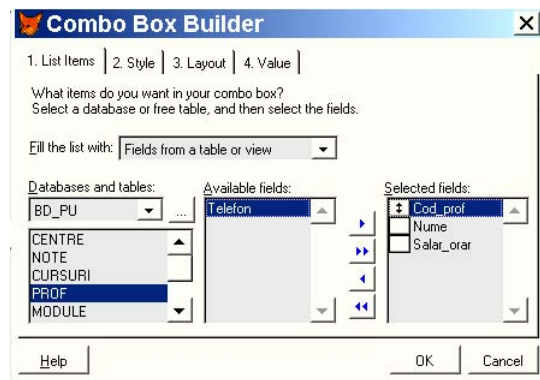 Combo Box Builder
1. List Items 2. Style 3. Layout 4. Value
What items do you want in your combo box?
Select a database or free table, and then select the fields.
Fill the list with: Fields from a table or view
Databases and tables: Available fields: Selected fields:
BD_PU ... Telefon Cod_prof
Nume
CENTRE Salar_orar
NOTE
CURSURI
PROF
MODULE
Help OK Cancel